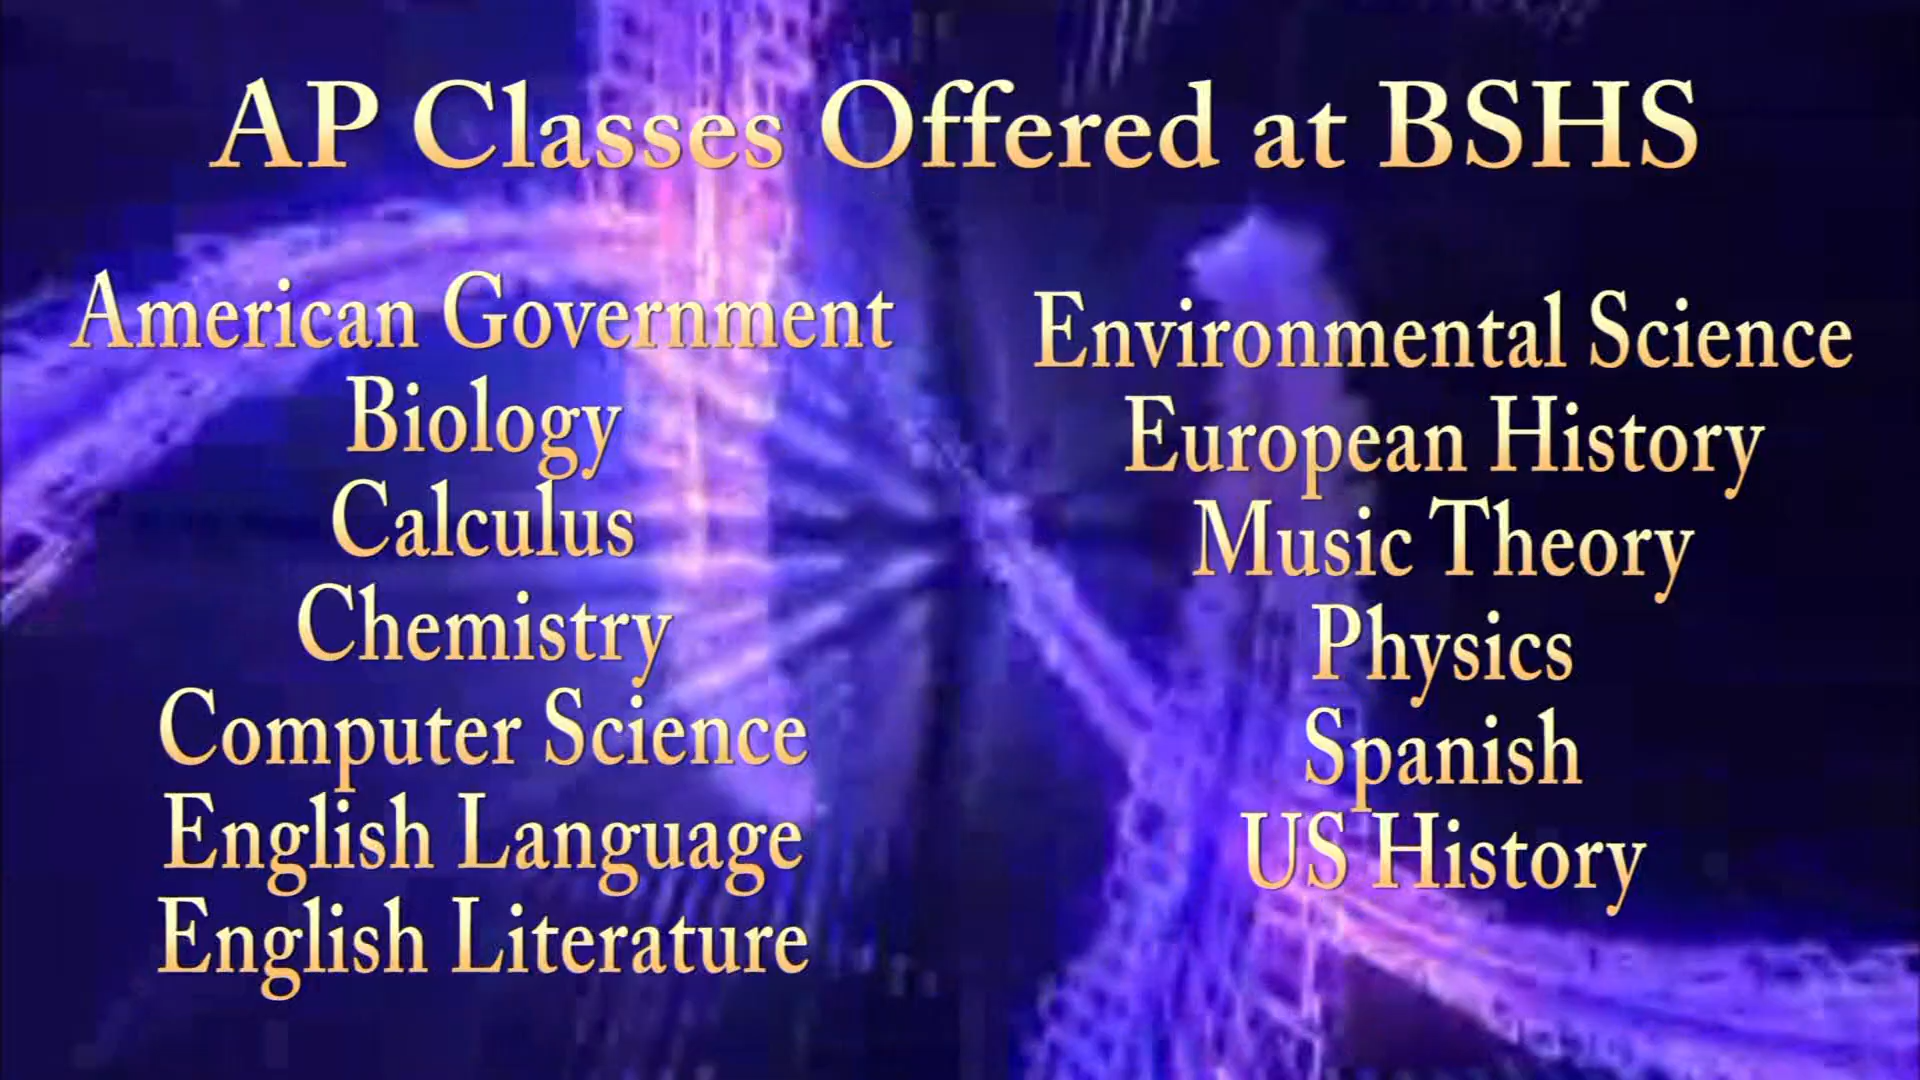 AP Classes Offered at BSHS
American Government
Biology
Calculus
Chemistry
Computer Science
English Language
English Literature
Environmental Science
European History
Music Theory
Physics
Spanish
US History